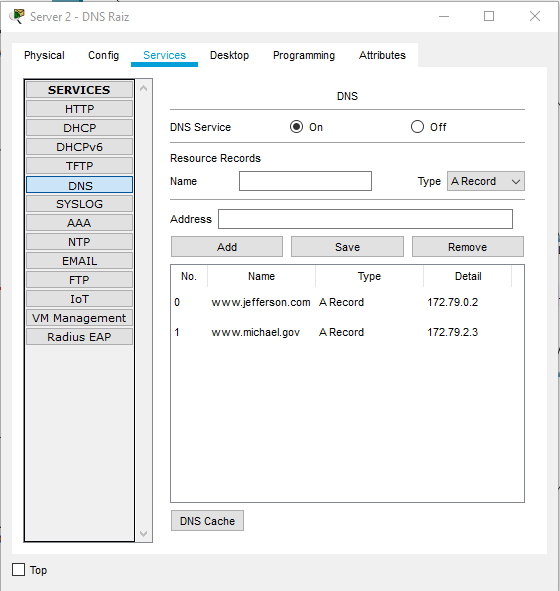 Server 2 - DNS Raiz
Physical Config Services Desktop Programming Attributes
SERVICES
HTTP
DHCP
DHCPv6
TFTP
DNS
SYSLOG
AAA
NTP
EMAIL
FTP
IoT
VM Management
Radius EAP
DNS
DNS Service On Off
Resource Records
Name Type A Record
Address
Add Save Remove
No. Name Type Detail
0 www.jefferson.com A Record 172.79.0.2
1 www.michael.gov A Record 172.79.2.3
DNS Cache
Top